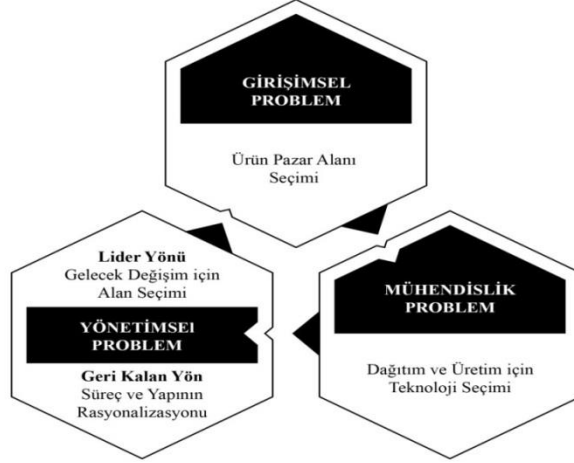 GİRİŞİMSEL
PROBLEM
Ürün Pazar Alanı
Seçimi
Lider Yönü
Gelecek Değişim için
Alan Seçimi
YÖNETİMSEl
PROBLEM
Geri Kalan Yön
Süreç ve Yapının
Rasyonalizasyonu
MÜHENDİSLİK
PROBLEM
Dağıtım ve Üretim için
Teknoloji Seçimi